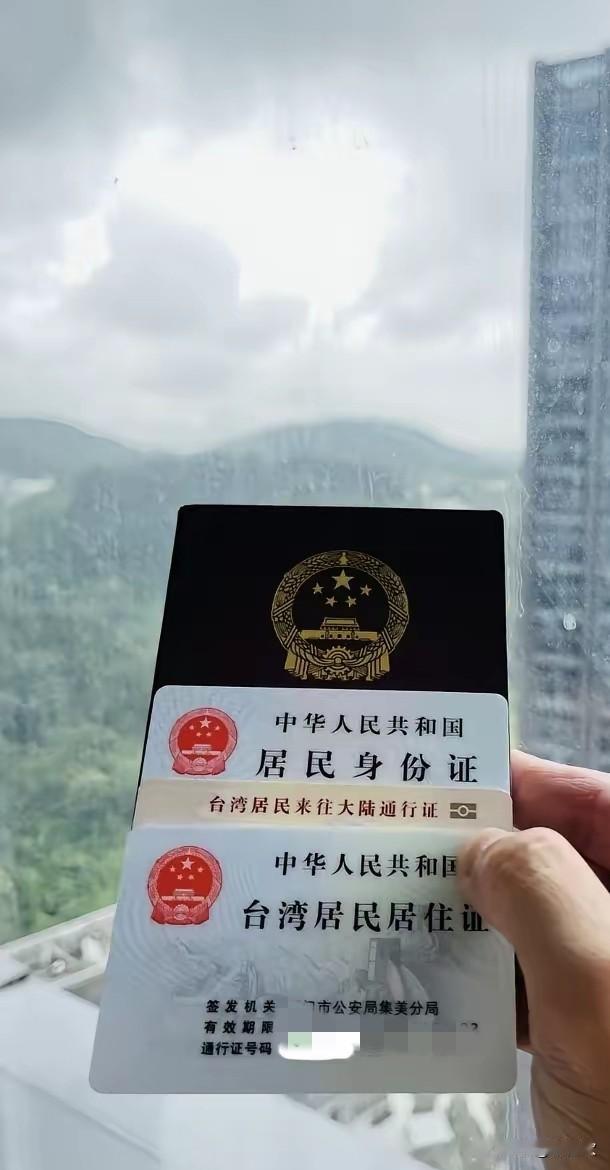 中华人民共和国
居民身份证
台湾居民来往大陆通行证
中华人民共和国
台湾居民居住证
签发机关 门市公安局集美分局
有效期限
通行证号码